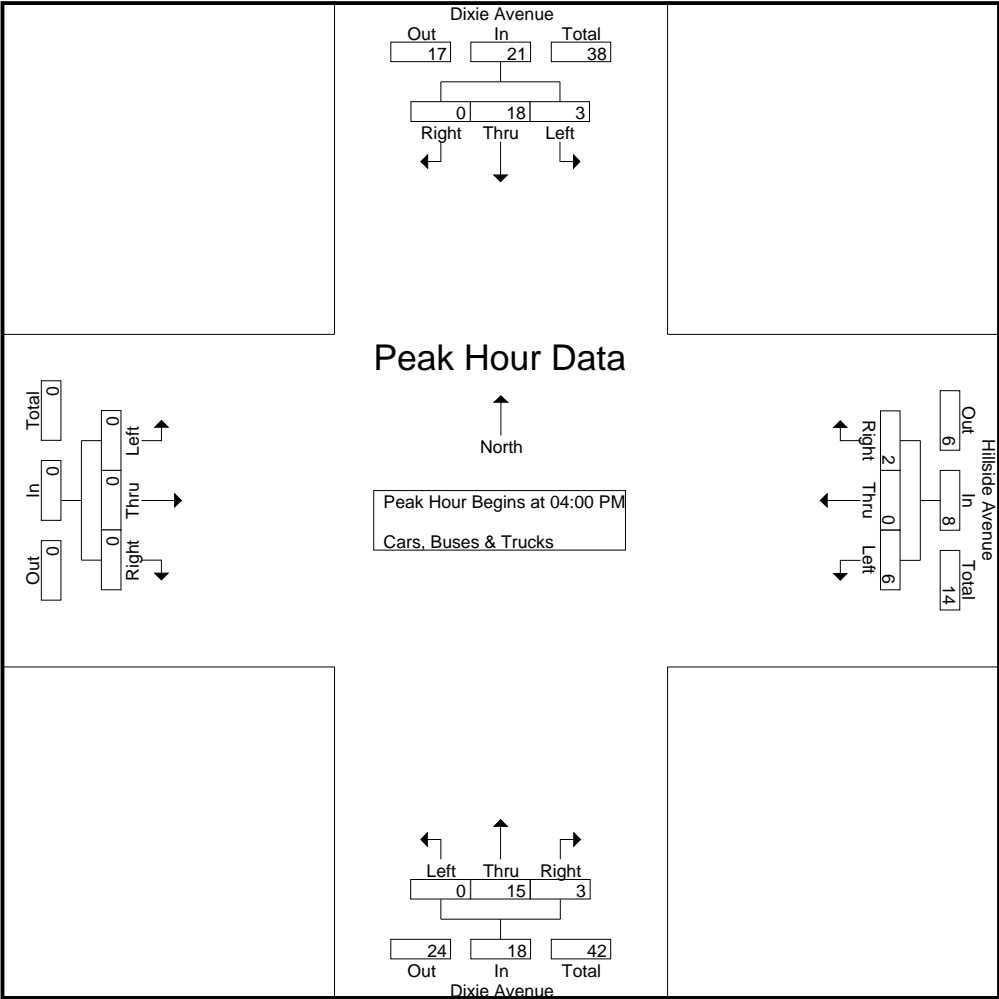 Dixie Avenue
Out In Total
17 21 38
0 18 3
Right Thru Left
Peak Hour Data
North
Peak Hour Begins at 04:00 PM
Cars, Buses & Trucks
Total In Out
0 0 0
0 0 0
Left Thru Right
Right Thru Left
2 0 6
6 8 14
Out In Total
Hillside Avenue
Left Thru Right
0 15 3
24 18 42
Out In Total
Dixie Avenue